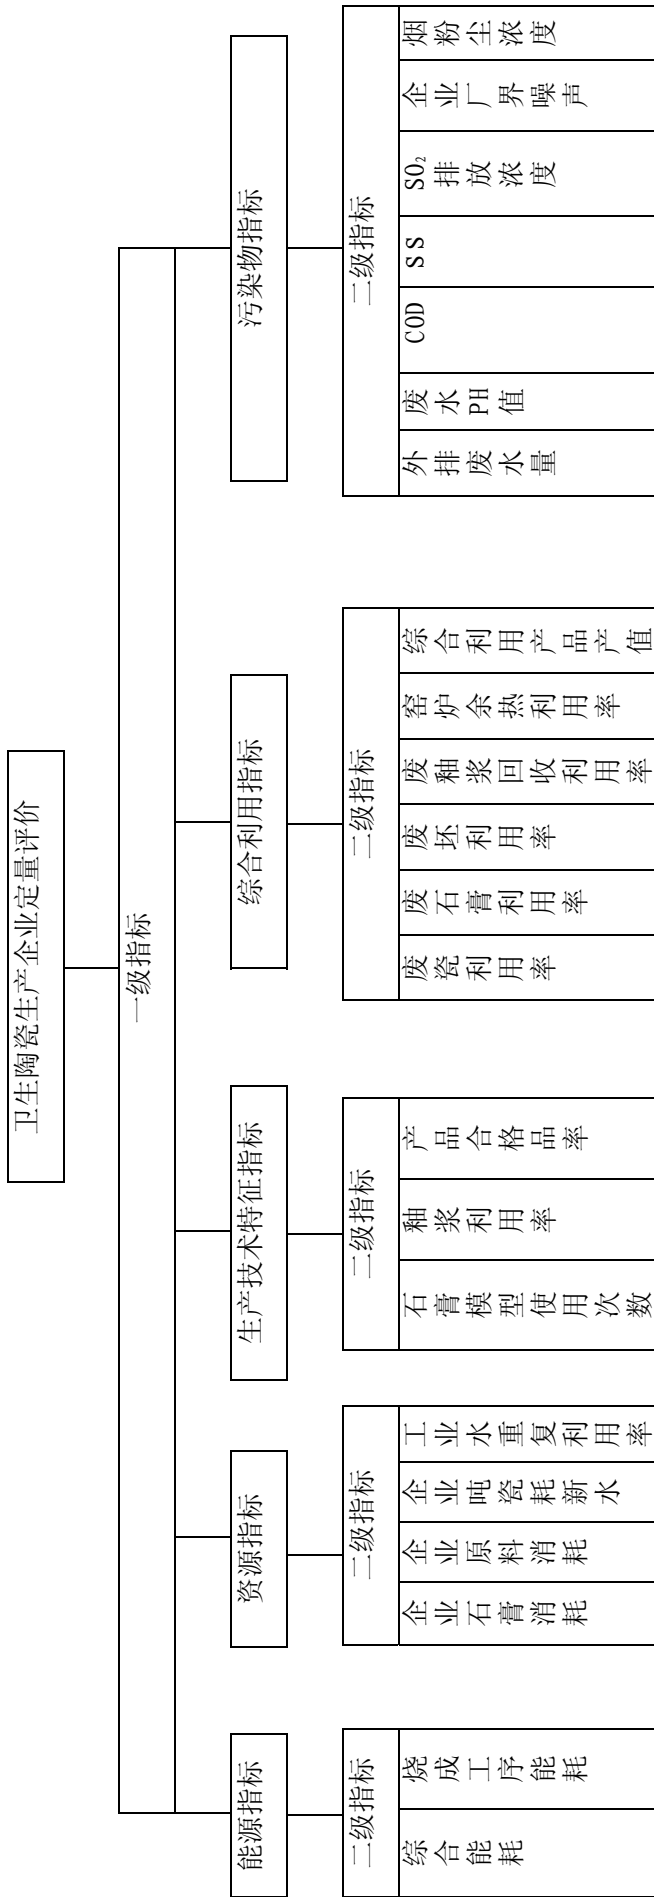 卫生陶瓷生产企业定量评价
一级指标
能源指标
资源指标
生产技术特征指标
综合利用指标
污染物指标
二级指标
综合能耗
烧成工序能耗
二级指标
企业石膏消耗
企业原料消耗
企业吨瓷耗新水
工业水重复利用率
二级指标
石膏模型使用次数
釉浆利用率
产品合格品率
二级指标
废瓷利用率
废石膏利用率
废坯利用率
废釉浆回收利用率
窑炉余热利用率
综合利用产品产值
二级指标
外排废水量
废水PH值
COD
SS
SO₂排放浓度
企业厂界噪声
烟粉尘浓度